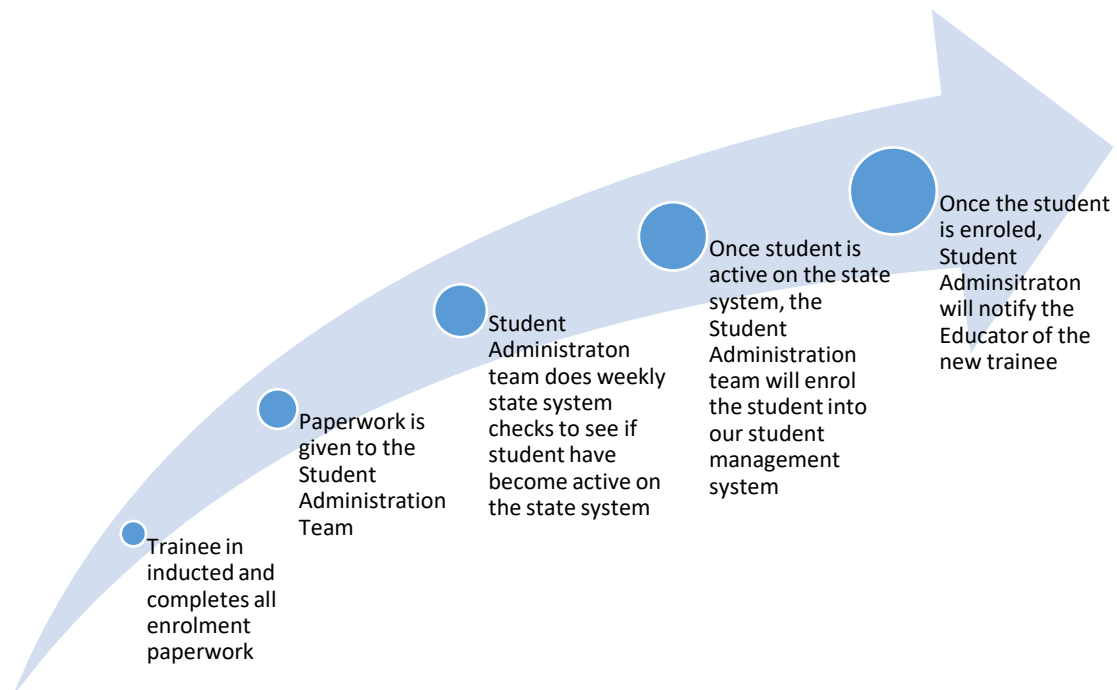 Trainee in
inducted and
completes all
enrolment
paperwork
Paperwork is
given to the
Student
Administration
Team
Student
Administraton
team does weekly
state system
checks to see if
student have
become active on
the state system
Once student is
active on the state
system, the
Student
Administration
team will enrol
the student into
our student
management
system
Once the student
is enroled,
Student
Adminsitraton
will notify the
Educator of the
new trainee